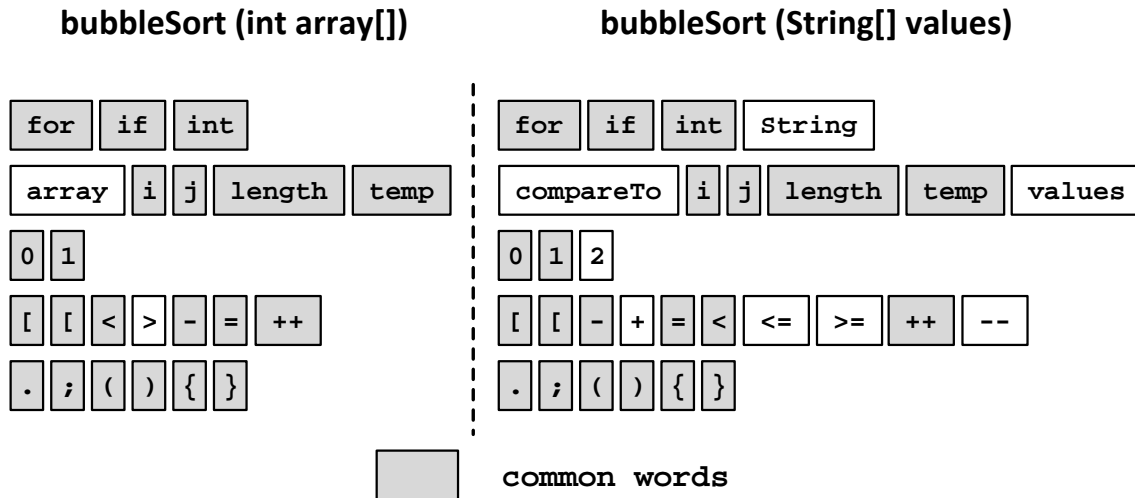 bubbleSort (int array[])
bubbleSort (String[] values)
for if int
array i j length temp
0 1
[ [ < > - = ++
. ; ( ) { }
for if int String
compareTo i j length temp values
0 1 2
[ [ - + = < <= >= ++ --
. ; ( ) { }
common words